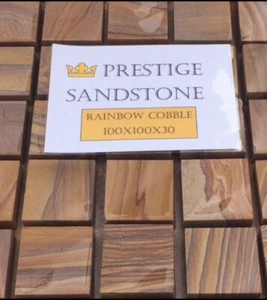 PRESTIGE
SANDSTONE
RAINBOW COBBLE
100X100X30